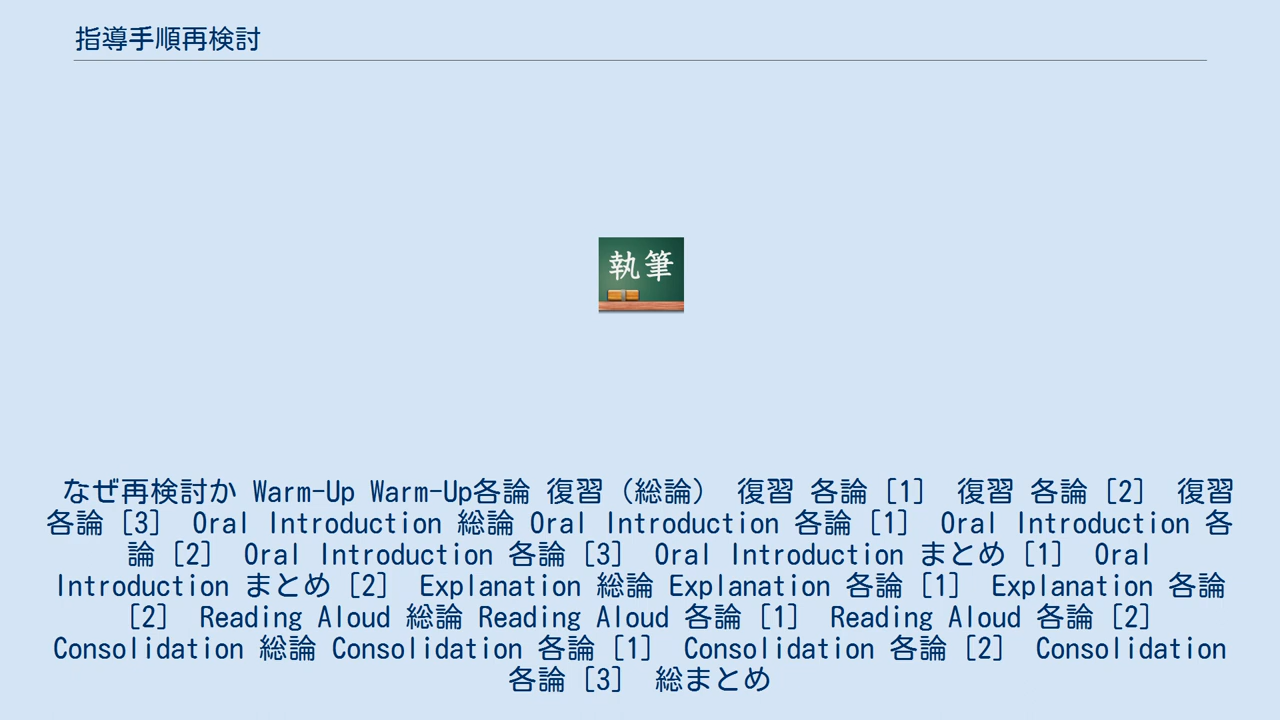 指導手順再検討
執筆
なぜ再検討か Warm-Up Warm-Up各論 復習（総論） 復習 各論［1］ 復習 各論［2］ 復習
各論［3］ Oral Introduction 総論 Oral Introduction 各論［1］ Oral Introduction 各
論［2］ Oral Introduction 各論［3］ Oral Introduction まとめ［1］ Oral
Introduction まとめ［2］ Explanation 総論 Explanation 各論［1］ Explanation 各論
［2］ Reading Aloud 総論 Reading Aloud 各論［1］ Reading Aloud 各論［2］
Consolidation 総論 Consolidation 各論［1］ Consolidation 各論［2］ Consolidation
各論［3］ 総まとめ